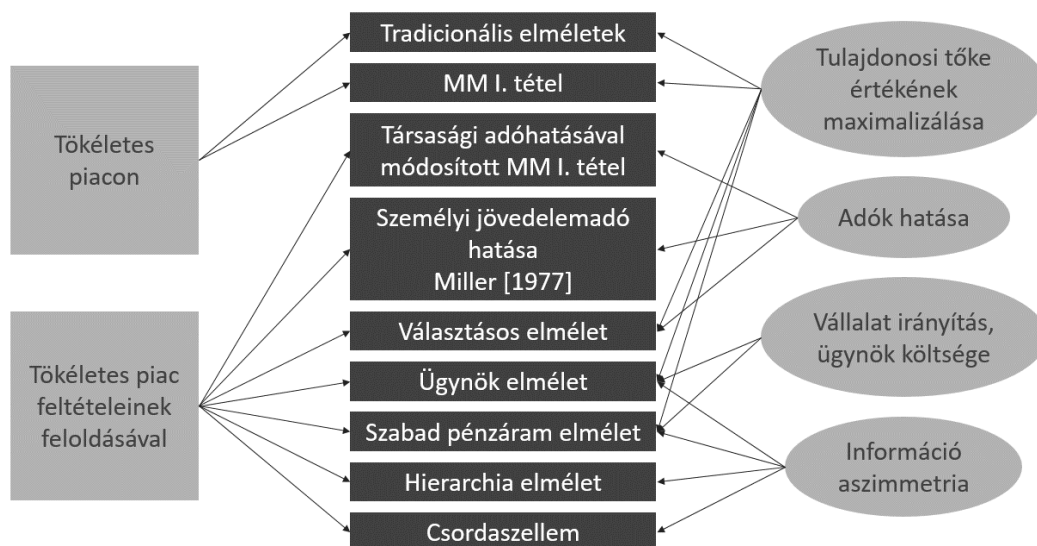 Tökéletes
piacon
Tökéletes piac
feltételeinek
feloldásával
Tradicionális elméletek
MM I. tétel
Társasági adóhatásával
módosított MM I. tétel
Személyi jövedelemadó
hatása
Miller [1977]
Választásos elmélet
Ügynök elmélet
Szabad pénzáram elmélet
Hierarchia elmélet
Csordaszellem
Tulajdonosi tőke
értékének
maximalizálása
Adók hatása
Vállalat irányítás,
ügynök költsége
Információ
aszimmetria